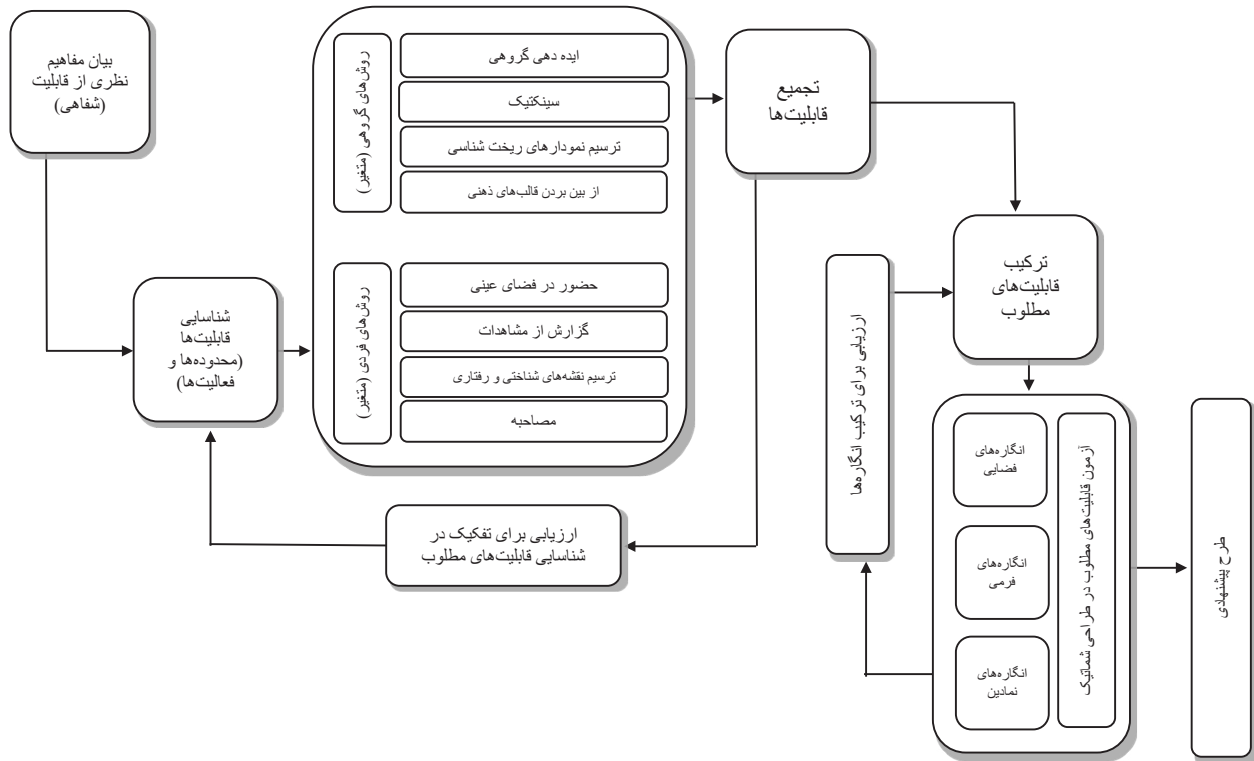 بیان مفاهیم
نظری از قابلیت
(شفاهی)
شناسایی
قابلیت‌ها
(محدوده‌ها و
فعالیت‌ها)
روش‌های گروهی (متغیر)
ایده دهی گروهی
سینکتیک
ترسیم نمودارهای ریخت شناسی
از بین بردن قالب‌های ذهنی
روش‌های فردی (متغیر)
حضور در فضای عینی
گزارش از مشاهدات
ترسیم نقشه‌های شناختی و رفتاری
مصاحبه
تجمیع
قابلیت‌ها
ارزیابی برای تفکیک در
شناسایی قابلیت‌های مطلوب
ترکیب
قابلیت‌های
مطلوب
ارزیابی برای ترکیب انگاره‌ها
آزمون قابلیت‌های مطلوب در طراحی شماتیک
انگاره‌های
فضایی
انگاره‌های
فرمی
انگاره‌های
نمادین
طرح پیشنهادی